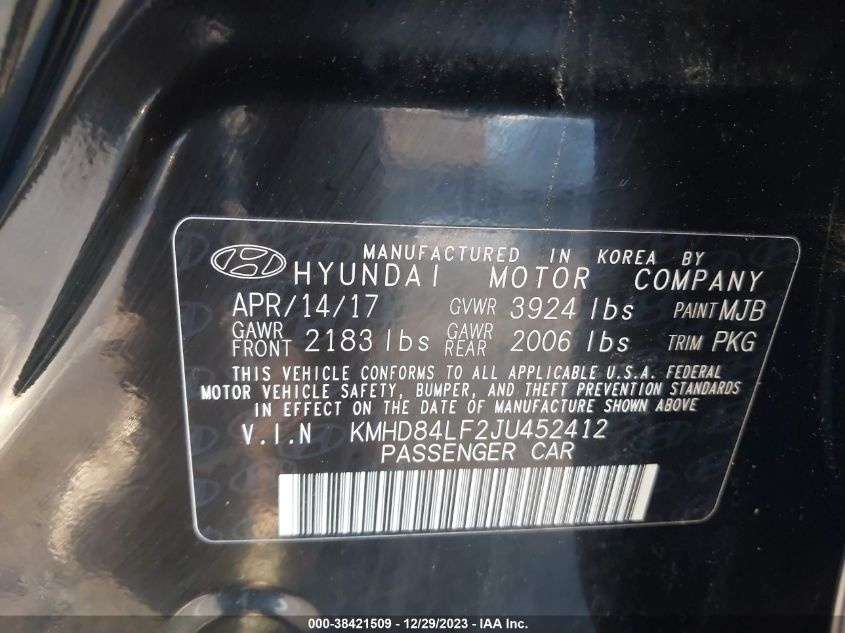 MANUFACTURED IN KOREA BY
HYUNDAI MOTOR COMPANY
APR/14/17 GVWR 3924 lbs PAINT MJB
GAWR FRONT 2183 lbs GAWR REAR 2006 lbs TRIM PKG
THIS VEHICLE CONFORMS TO ALL APPLICABLE U.S.A. FEDERAL
MOTOR VEHICLE SAFETY, BUMPER, AND THEFT PREVENTION STANDARDS
IN EFFECT ON THE DATE OF MANUFACTURE SHOWN ABOVE
V.I.N KMHD84LF2JU452412
PASSENGER CAR
000-38421509 - 12/29/2023 - IAA Inc.